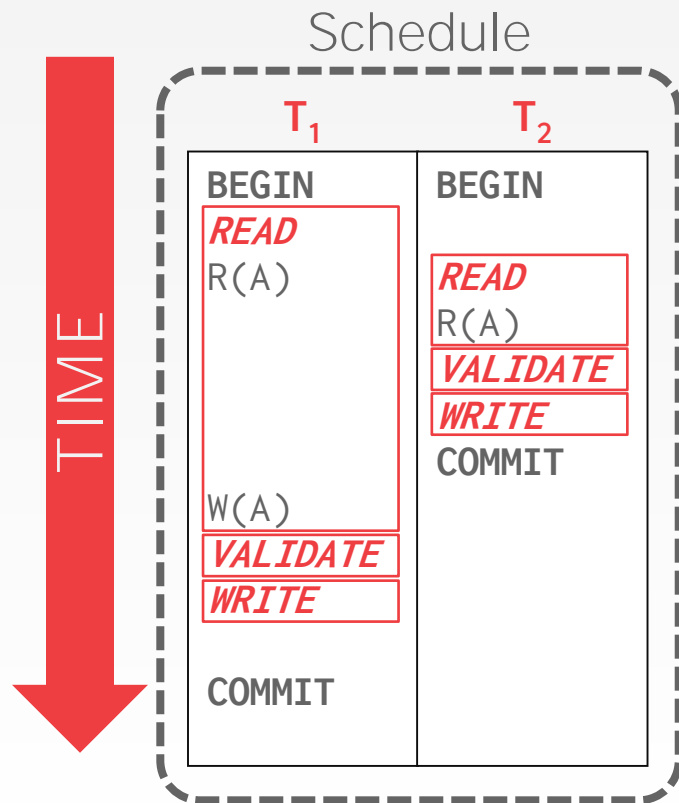 Schedule
TIME
T1
T2
BEGIN
READ
R(A)
W(A)
VALIDATE
WRITE
COMMIT
BEGIN
READ
R(A)
VALIDATE
WRITE
COMMIT